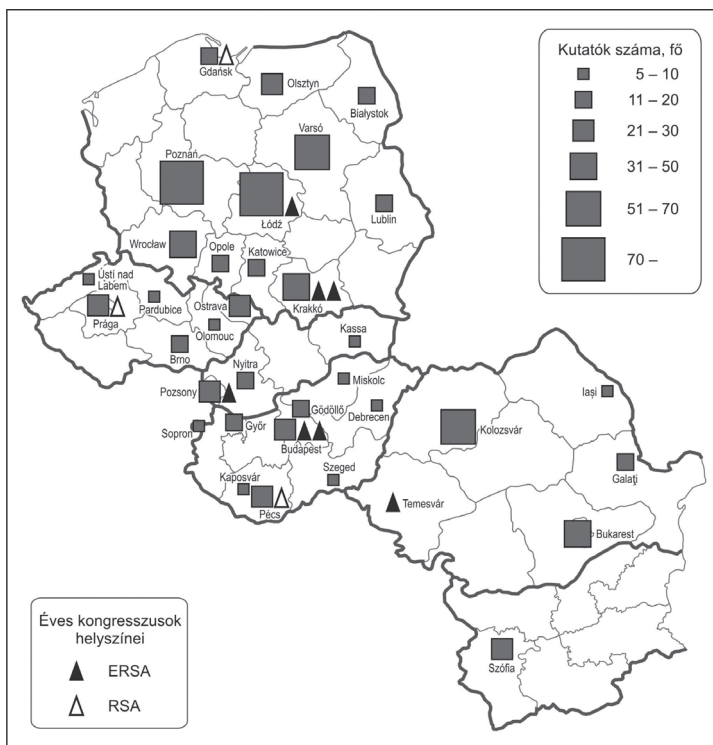 Kutatók száma, fő
5 – 10
11 – 20
21 – 30
31 – 50
51 – 70
70 –
Gdańsk
Olsztyn
Białystok
Varsó
Poznań
Łódź
Lublin
Wrocław
Opole
Katowice
Krakkó
Ústí nad
Labem
Pardubice
Ostrava
Prága
Olomouc
Brno
Kassa
Nyitra
Pozsony
Miskolc
Gödöllő
Debrecen
Sopron
Győr
Budapest
Kaposvár
Szeged
Pécs
Iași
Kolozsvár
Galați
Temesvár
Bukarest
Szófia
Éves kongresszusok
helyszínei
ERSA
RSA